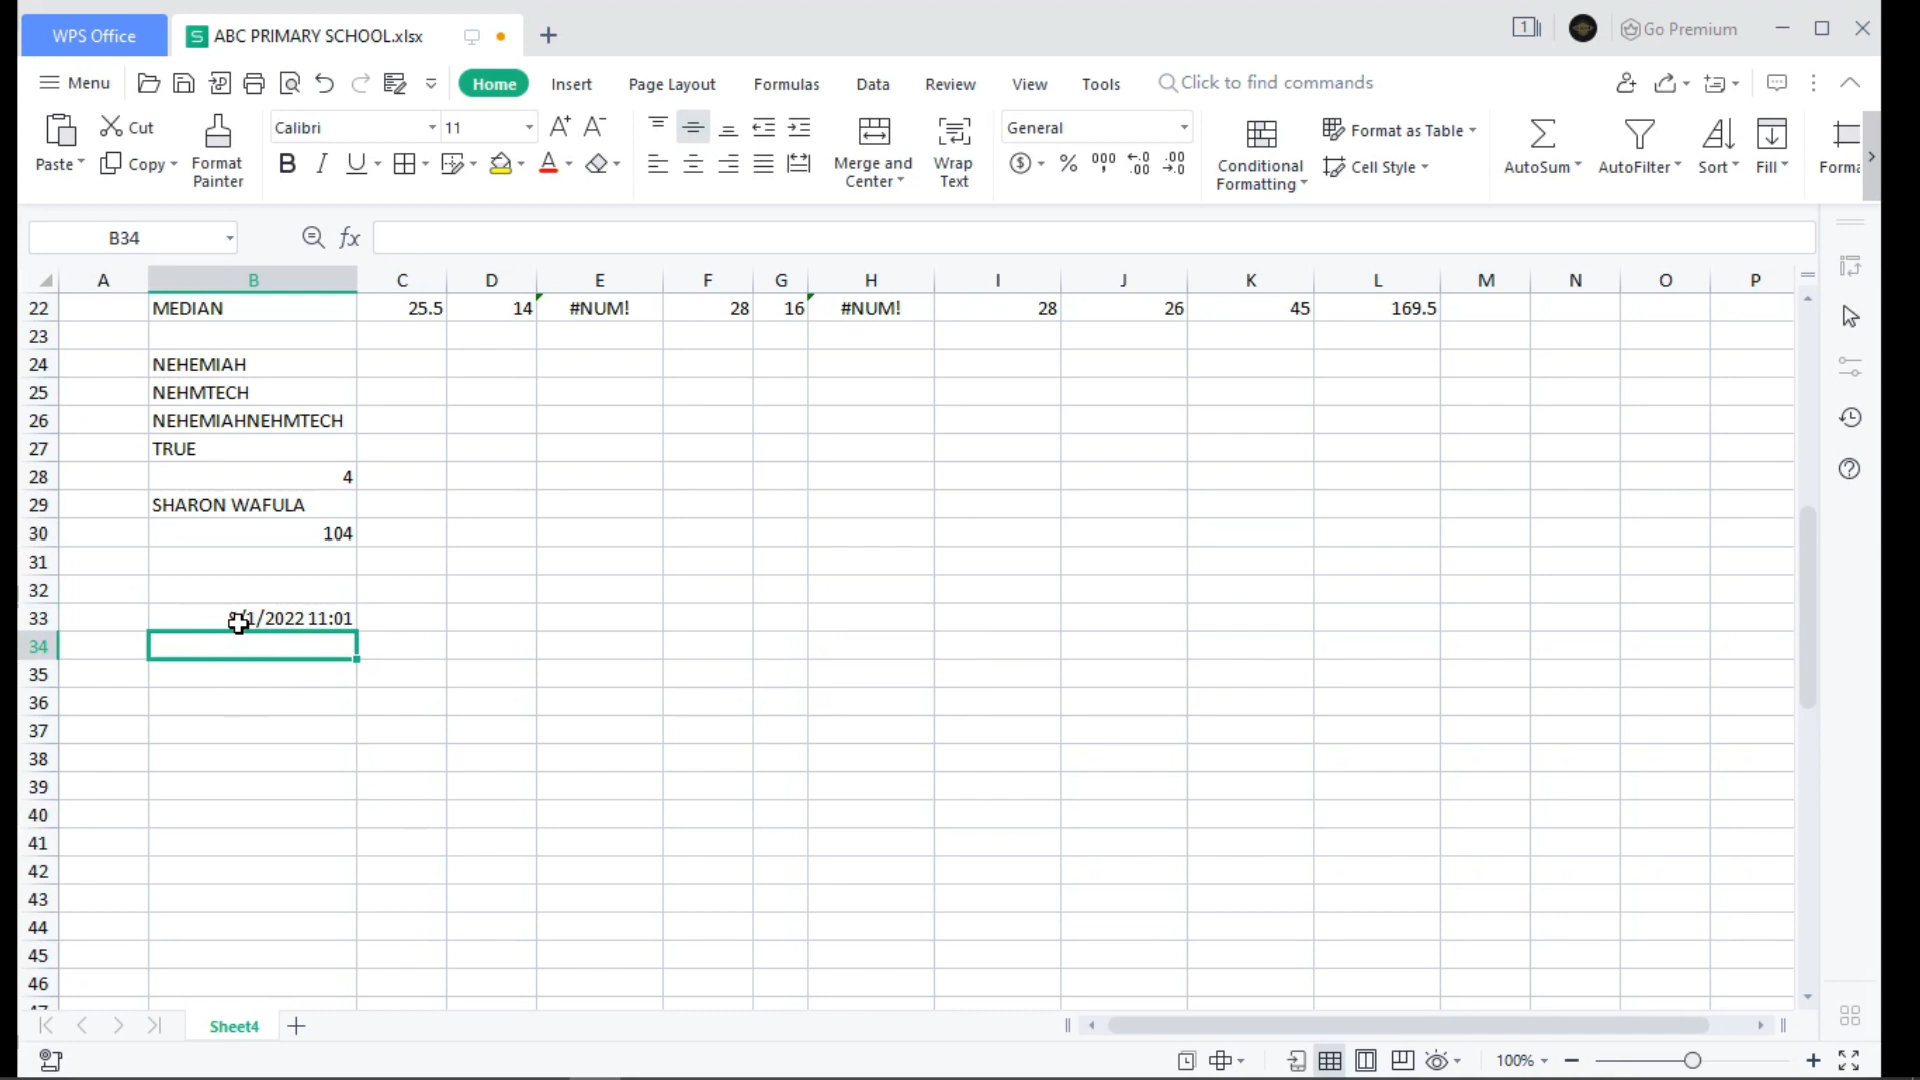 WPS Office ABC PRIMARY SCHOOL.xlsx 1 Go Premium
Menu Home Insert Page Layout Formulas Data Review View Tools Click to find commands
Paste Cut Copy Format Painter Calibri 11 Merge and Center Wrap Text General Conditional Formatting Format as Table Cell Style AutoSum AutoFilter Sort Fill
B34
A B C D E F G H I J K L M N O P
22 MEDIAN 25.5 14 #NUM! 28 16 #NUM! 28 26 45 169.5
23
24 NEHEMIAH
25 NEHMTECH
26 NEHEMIAHNEHMTECH
27 TRUE
28 4
29 SHARON WAFULA
30 104
31
32
33 /1/2022 11:01
34
35
36
37
38
39
40
41
42
43
44
45
46
Sheet4
100%